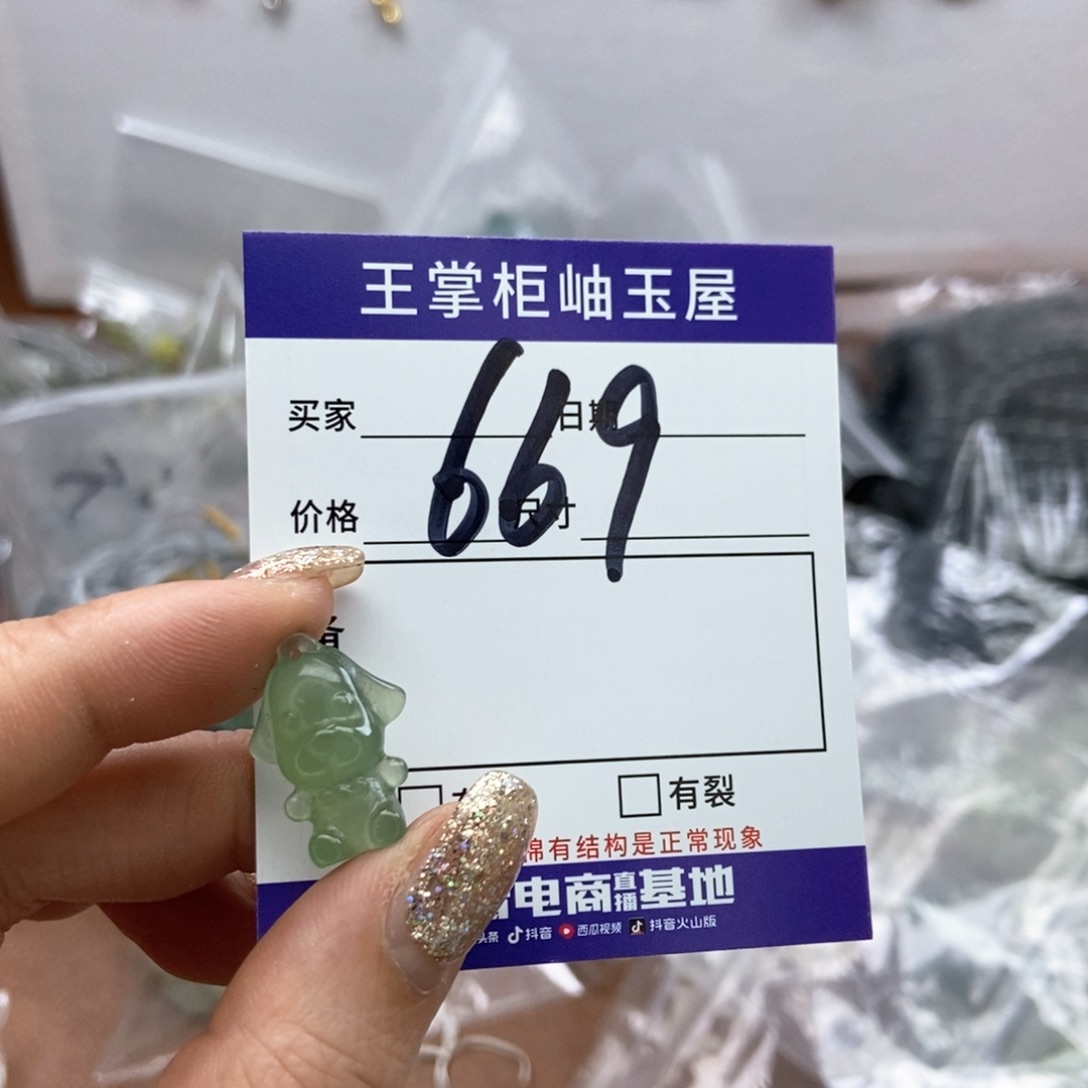 王掌柜岫玉屋
669
买家 日期
价格 尺寸
有裂
棉有结构是正常现象
电商直播基地
头条 抖音 西瓜视频 抖音火山版